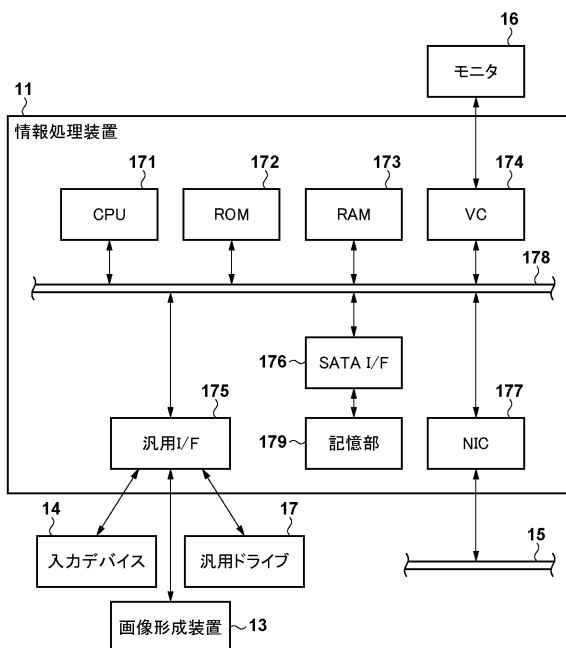 16
モニタ
11
情報処理装置
171
172
173
174
CPU
ROM
RAM
VC
178
176
SATA I/F
175
177
汎用I/F
179
記憶部
NIC
14
17
15
入力デバイス
汎用ドライブ
画像形成装置
13